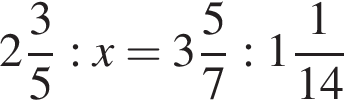 2 3/5 : x = 3 5/7 : 1 1/14